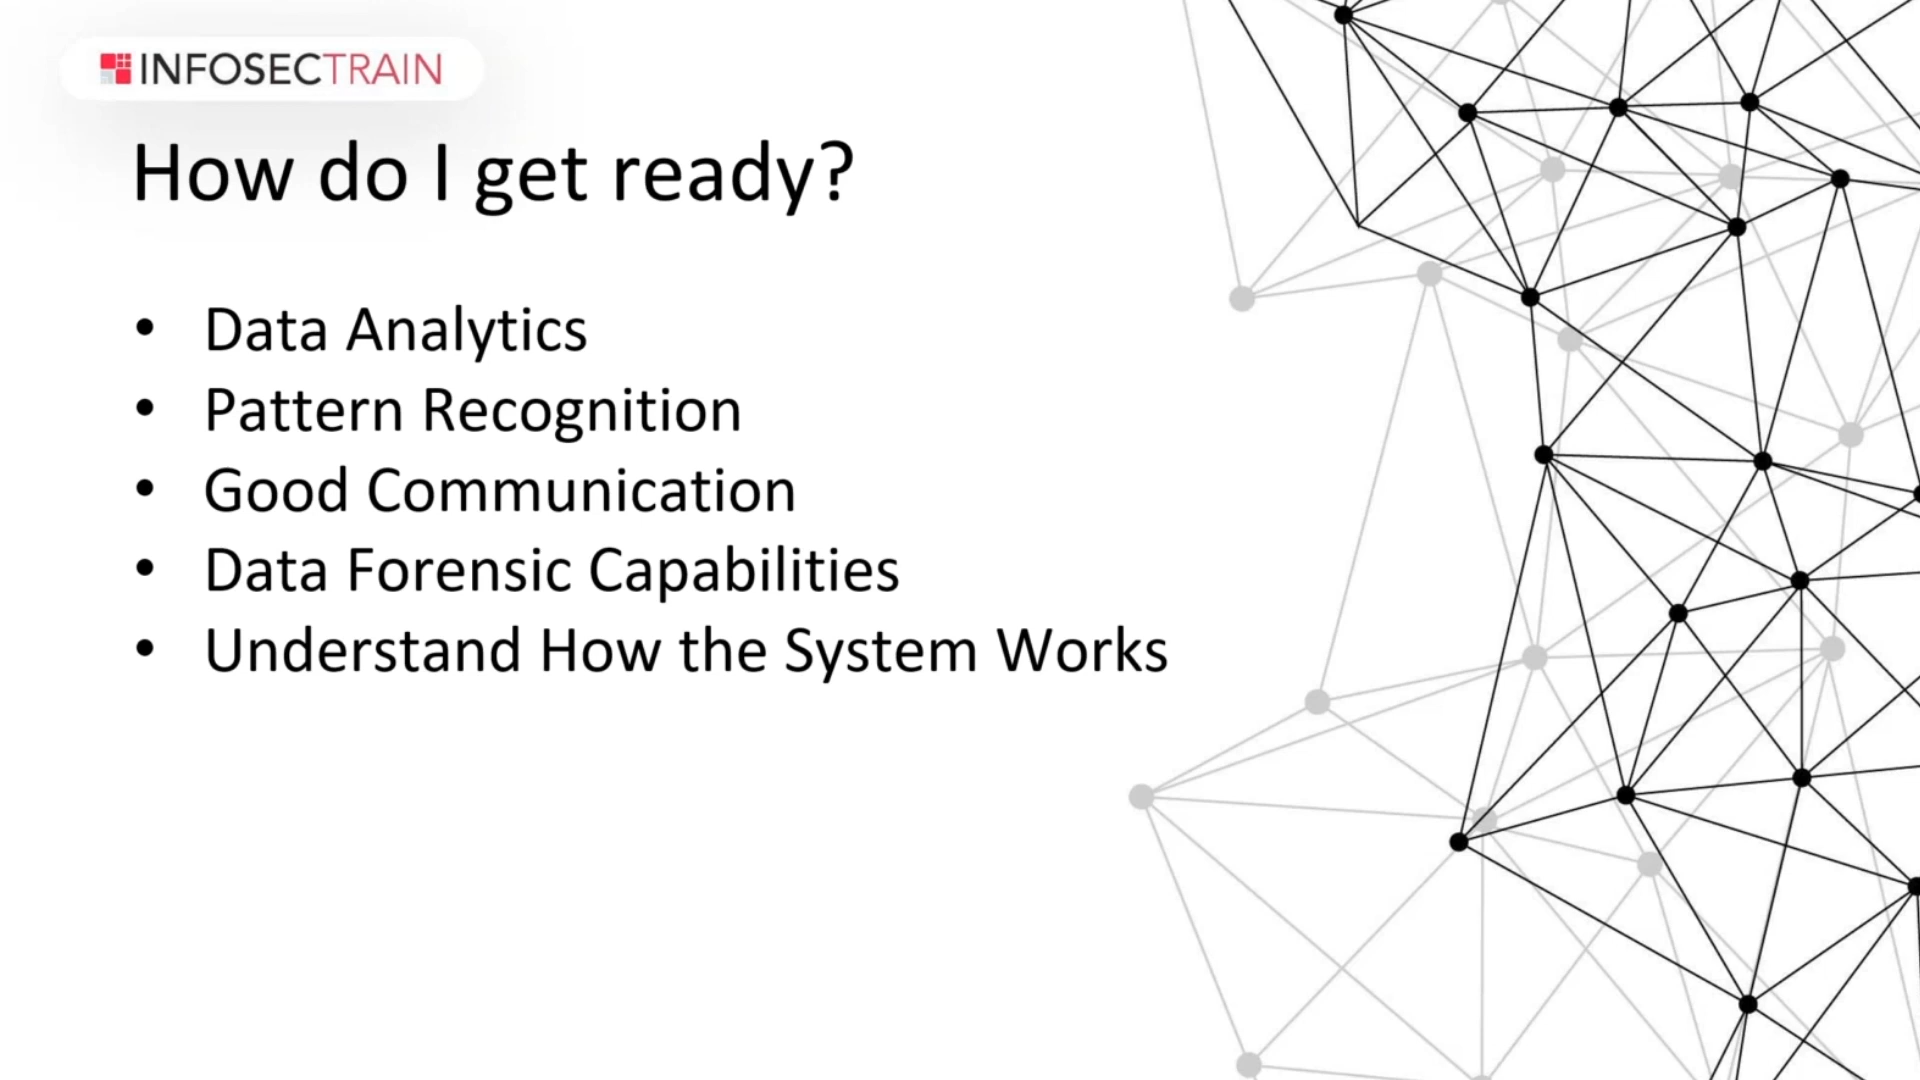 INFOSECTRAIN
How do I get ready?
• Data Analytics
• Pattern Recognition
• Good Communication
• Data Forensic Capabilities
• Understand How the System Works